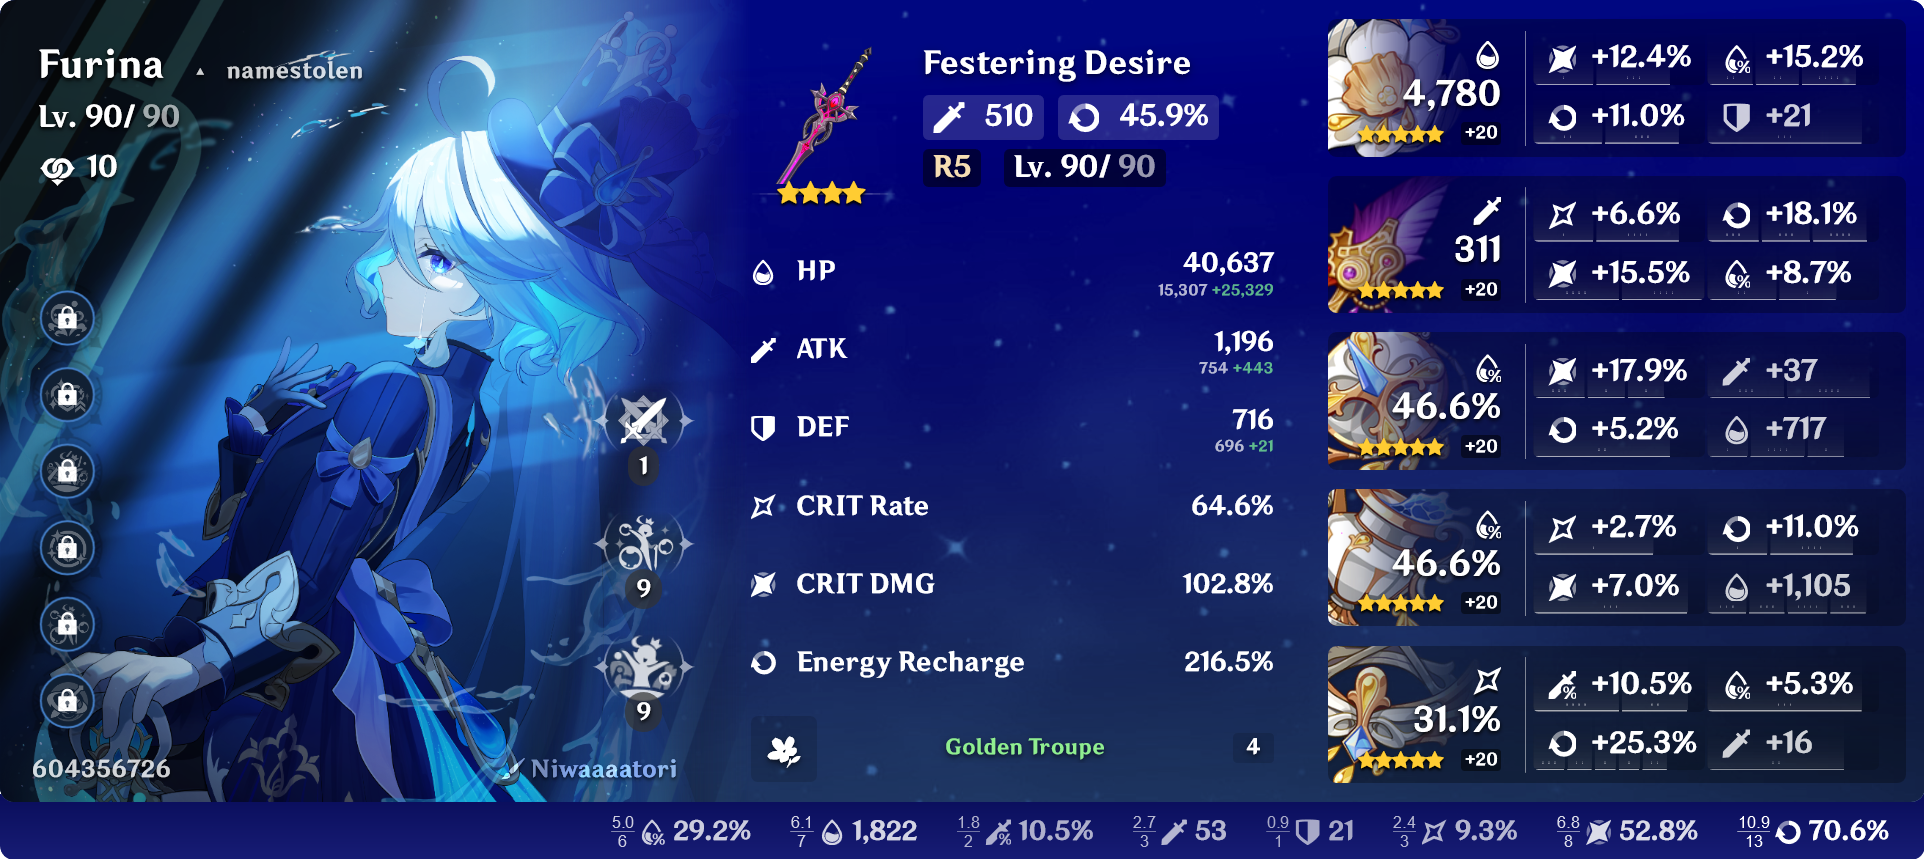 Furina ▲ namestolen
Lv. 90/ 90
10
1
9
9
604356726
Niwaaaatori
Festering Desire
510 45.9%
R5 Lv. 90/ 90
HP 40,637
15,307 +25,329
ATK 1,196
754 +443
DEF 716
696 +21
CRIT Rate 64.6%
CRIT DMG 102.8%
Energy Recharge 216.5%
Golden Troupe 4
4,780
+20
+12.4% +15.2%
+11.0% +21
311
+20
+6.6% +18.1%
+15.5% +8.7%
46.6%
+20
+17.9% +37
+5.2% +717
46.6%
+20
+2.7% +11.0%
+7.0% +1,105
31.1%
+20
+10.5% +5.3%
+25.3% +16
5.0/6 29.2% 6.1/7 1,822 1.8/2 10.5% 2.7/3 53 0.9/1 21 2.4/3 9.3% 6.8/8 52.8% 10.9/13 70.6%